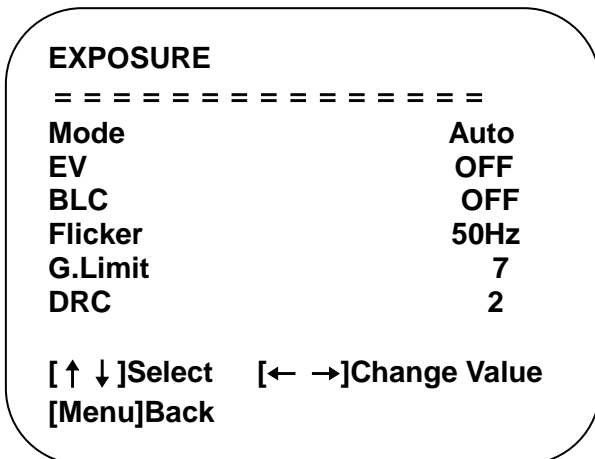 EXPOSURE
= = = = = = = = = = = = = = =
Mode Auto
EV OFF
BLC OFF
Flicker 50Hz
G.Limit 7
DRC 2
[↑ ↓]Select [← →]Change Value
[Menu]Back